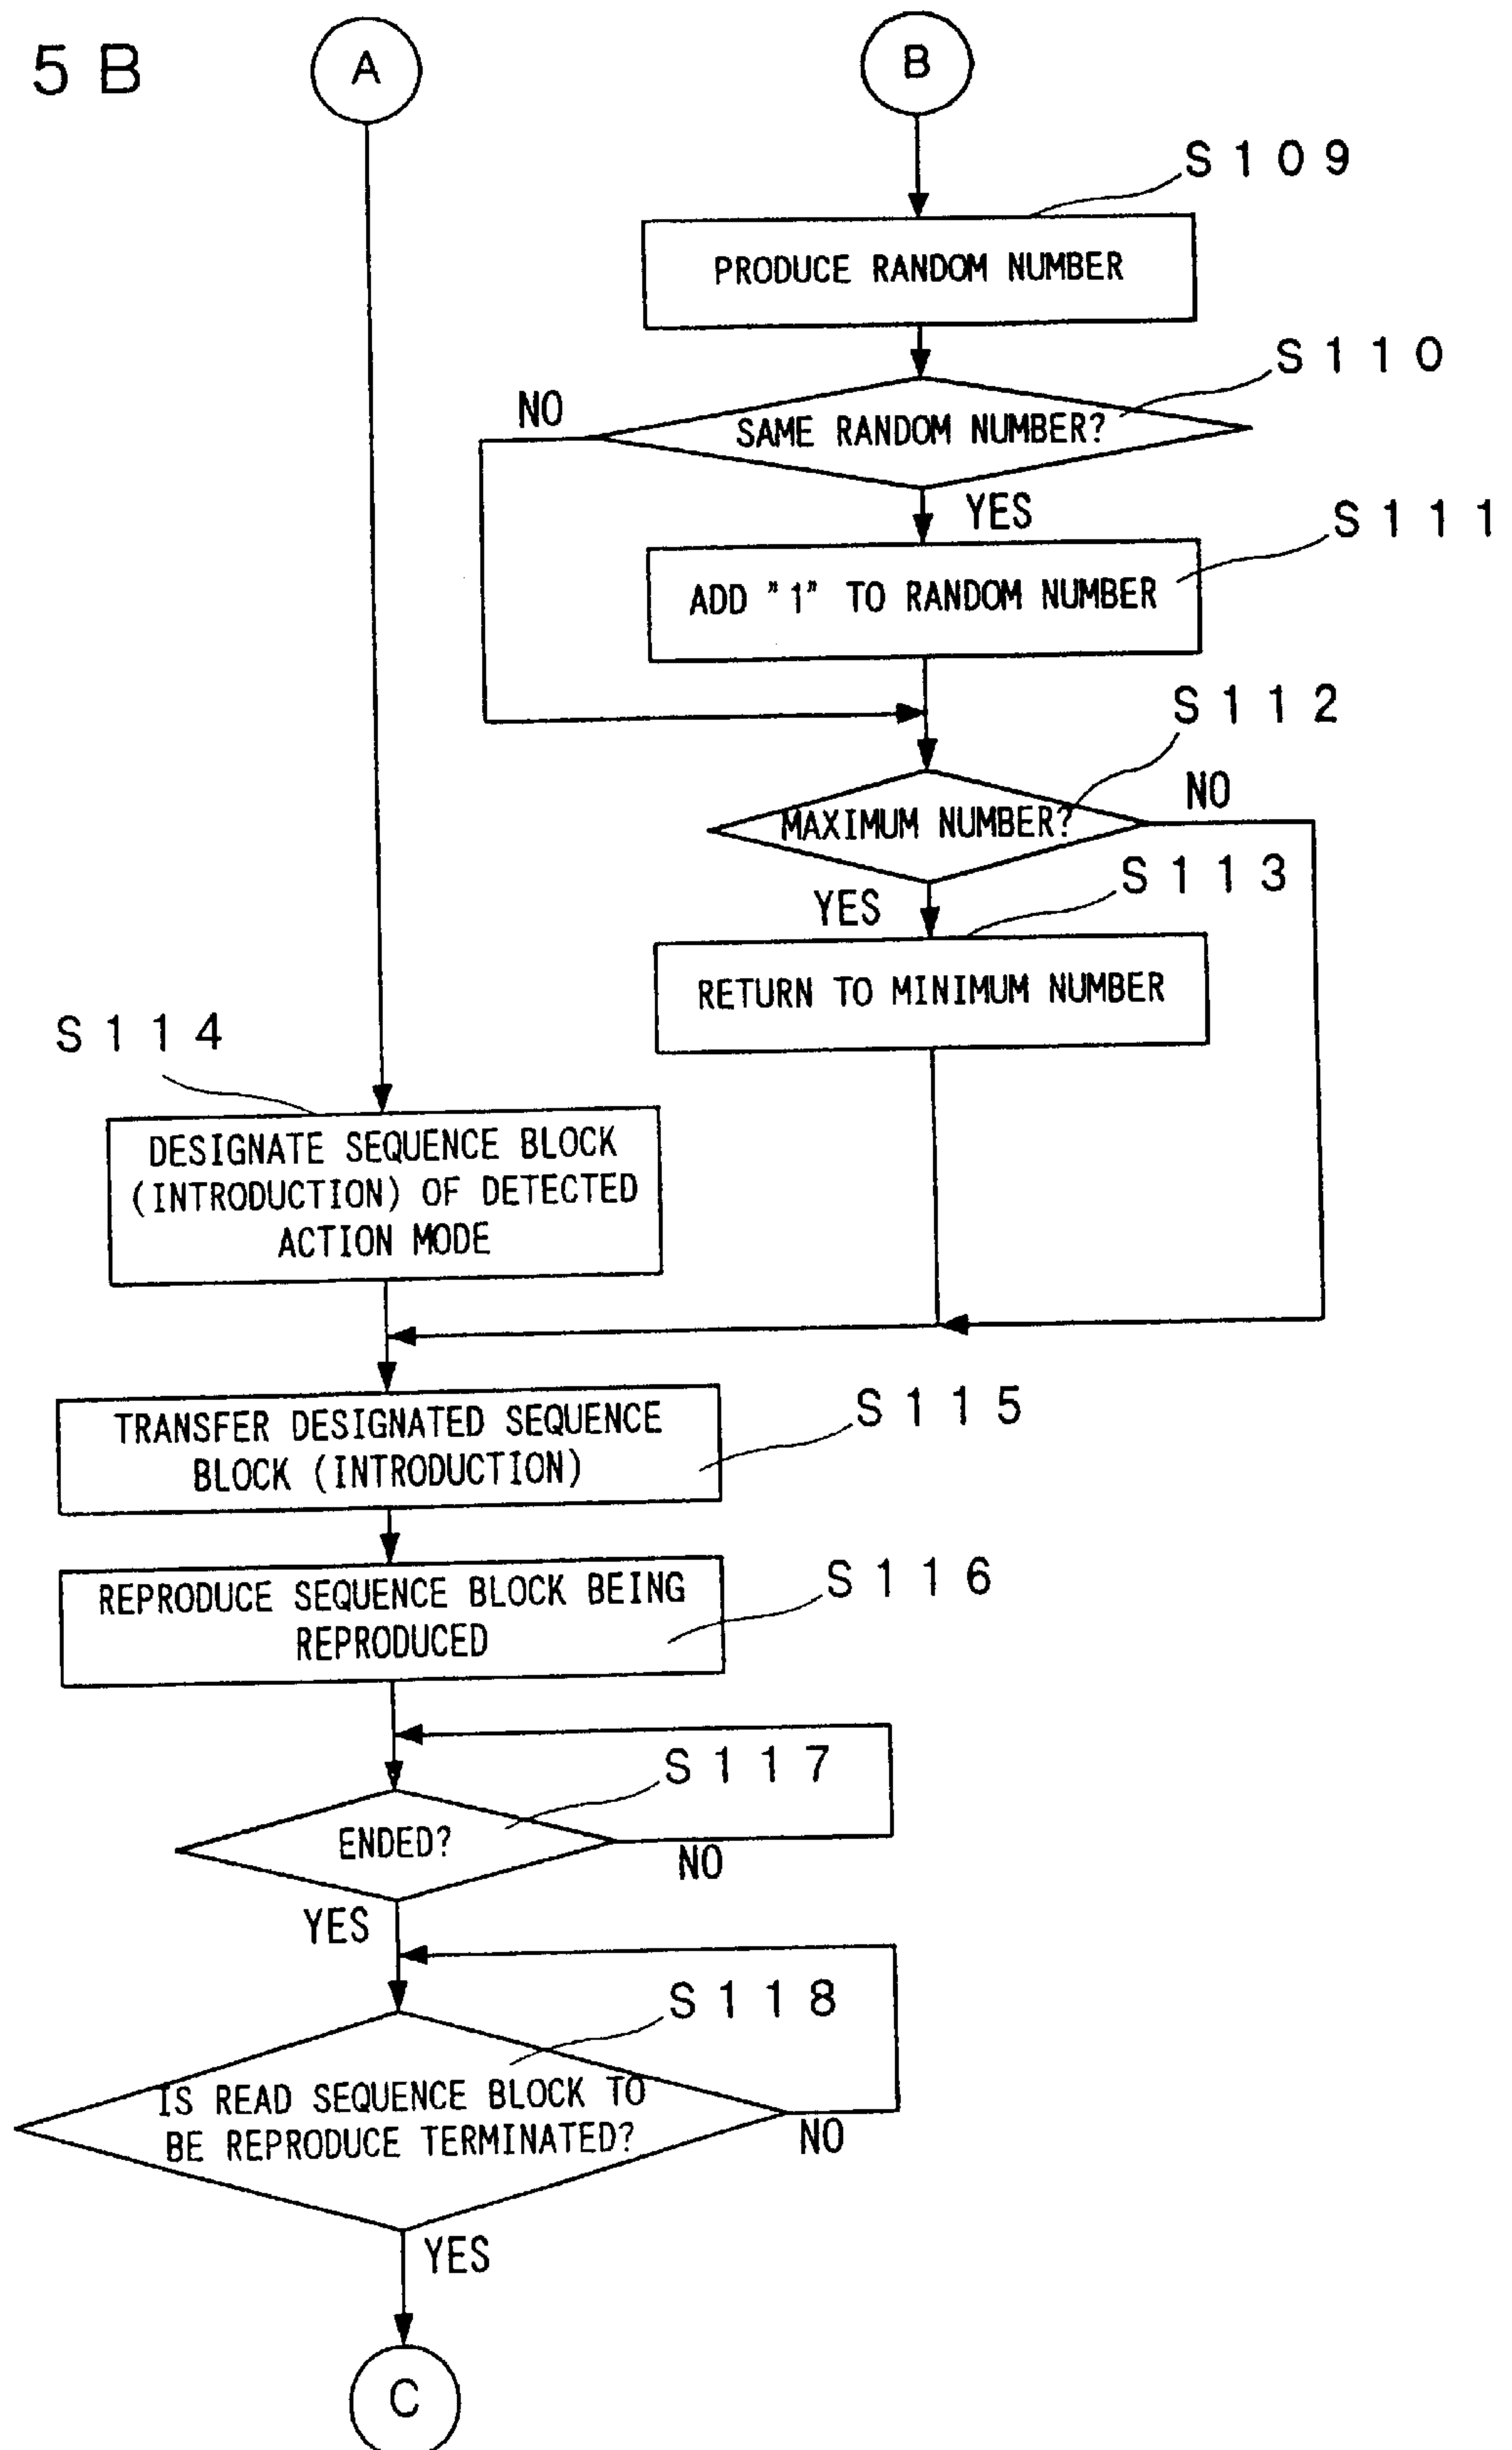 5 B
A
B
S 1 0 9
PRODUCE RANDOM NUMBER
S 1 1 0
NO
SAME RANDOM NUMBER?
YES
S 1 1 1
ADD "1" TO RANDOM NUMBER
S 1 1 2
NO
MAXIMUM NUMBER?
S 1 1 3
YES
RETURN TO MINIMUM NUMBER
S 1 1 4
DESIGNATE SEQUENCE BLOCK
(INTRODUCTION) OF DETECTED
ACTION MODE
S 1 1 5
TRANSFER DESIGNATED SEQUENCE
BLOCK (INTRODUCTION)
S 1 1 6
REPRODUCE SEQUENCE BLOCK BEING
REPRODUCED
S 1 1 7
ENDED?
NO
YES
S 1 1 8
IS READ SEQUENCE BLOCK TO
BE REPRODUCE TERMINATED?
NO
YES
C